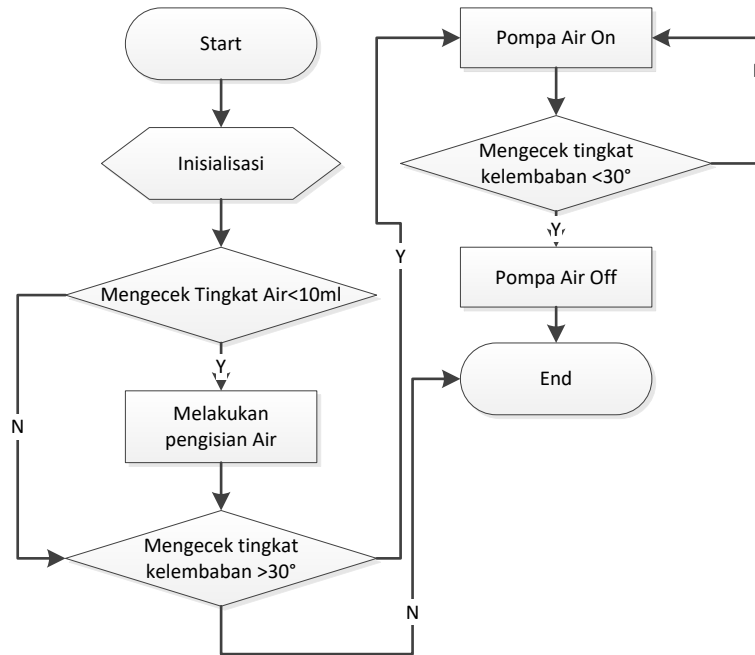 Start
Inisialisasi
Mengecek Tingkat Air<10ml
Y
N
Melakukan
pengisian Air
Mengecek tingkat
kelembaban >30°
Y
N
Pompa Air On
Mengecek tingkat
kelembaban <30°
Y
Pompa Air Off
End